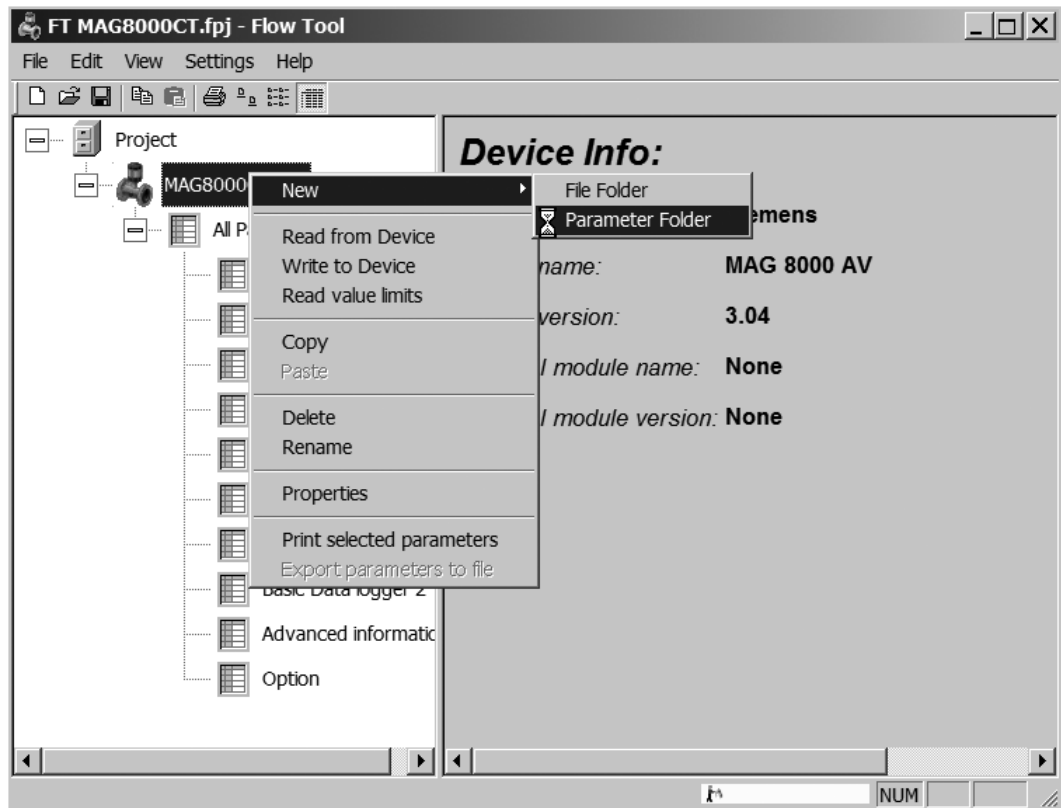 FT MAG8000CT.fpj - Flow Tool
File Edit View Settings Help
Project
MAG8000
All
Basic Data logger 2
Advanced
Option
New
Read from Device
Write to Device
Read value limits
Copy
Paste
Delete
Rename
Properties
Print selected parameters
Export parameters to file
File Folder
Parameter Folder
Device Info:
emens
name: MAG 8000 AV
version: 3.04
module name: None
module version: None
NUM